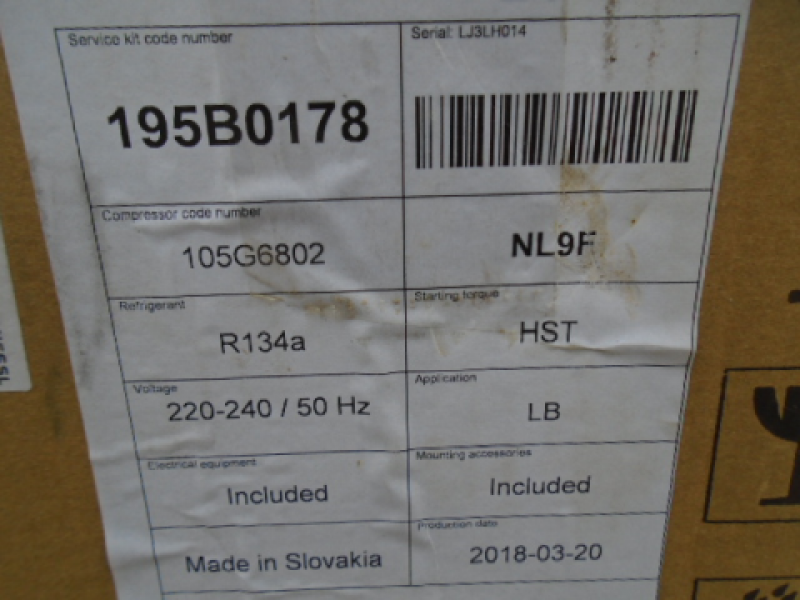 Service kit code number
Serial: LJ3LH014
195B0178
Compressor code number
105G6802
NL9F
Refrigerant
Starting torque
R134a
HST
Voltage
Application
220-240 / 50 Hz
LB
Electrical equipment
Mounting accessories
Included
Included
Production date
Made in Slovakia
2018-03-20